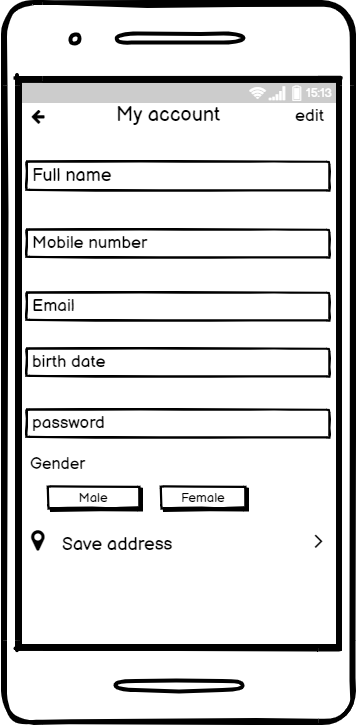 15:13
My account
edit
Full name
Mobile number
Email
birth date
password
Gender
Male
Female
Save address